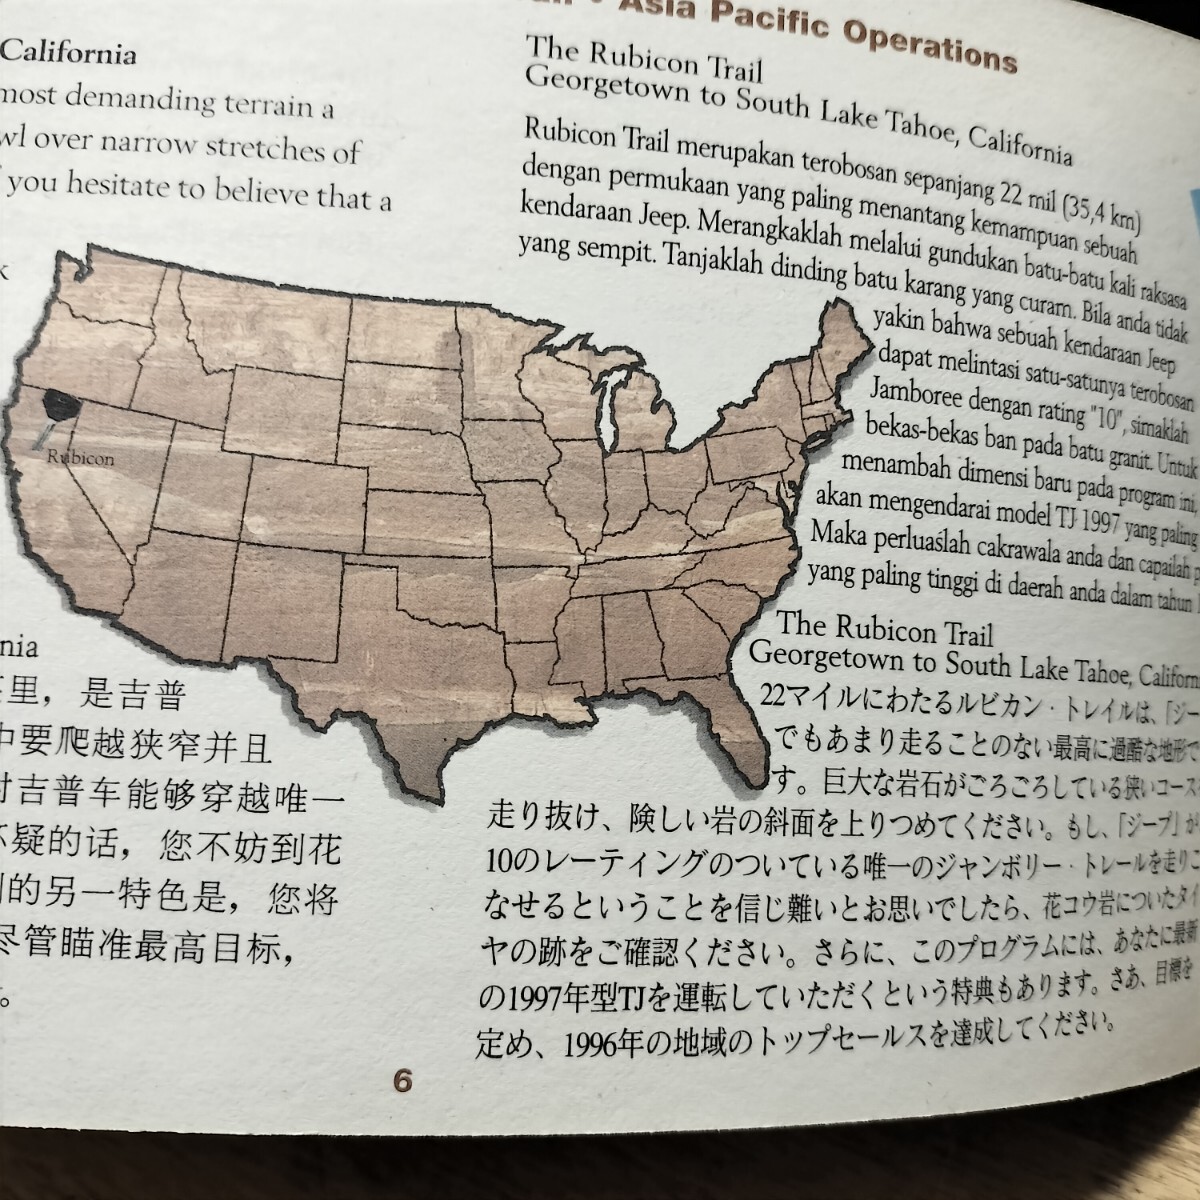 Asia Pacific Operations
California
most demanding terrain a
over narrow stretches of
you hesitate to believe that a
The Rubicon Trail
Georgetown to South Lake Tahoe, California
Rubicon Trail merupakan terobosan sepanjang 22 mil (35,4 km)
dengan permukaan yang paling menantang kemampuan sebuah
kendaraan Jeep. Merangkaklah melalui gundukan batu-batu kali raksasa
yang sempit. Tanjaklah dinding batu karang yang curam. Bila anda tidak
yakin bahwa sebuah kendaraan Jeep
dapat melintasi satu-satunya terobosan
Jamboree dengan rating "10", simaklah
bekas-bekas ban pada batu granit. Untuk
menambah dimensi baru pada program ini,
akan mengendarai model TJ 1997 yang paling
Maka perluaslah cakrawala anda dan capailah
yang paling tinggi di daerah anda dalam tahun
Rubicon
里，是吉普
中要爬越狭窄并且
对吉普车能够穿越唯一
怀疑的话，您不妨到花
的另一特色是，您将
尽管瞄准最高目标，
。
The Rubicon Trail
Georgetown to South Lake Tahoe,
22マイルにわたるルビカン・トレイルは、「ジー
でもあまり走ることのない最高に過酷な地形で
す。巨大な岩石がごろごろしている狭いコース
走り抜け、険しい岩の斜面を上りつめてください。もし、「ジープ」が
10のレーティングのついている唯一のジャンボリー・トレールを走りこ
なせるということを信じ難いとお思いでしたら、花コウ岩についたタイ
ヤの跡をご確認ください。さらに、このプログラムには、あなたに最新
の1997年型TJを運転していただくという特典もあります。さあ、目標を
定め、1996年の地域のトップセールスを達成してください。
6